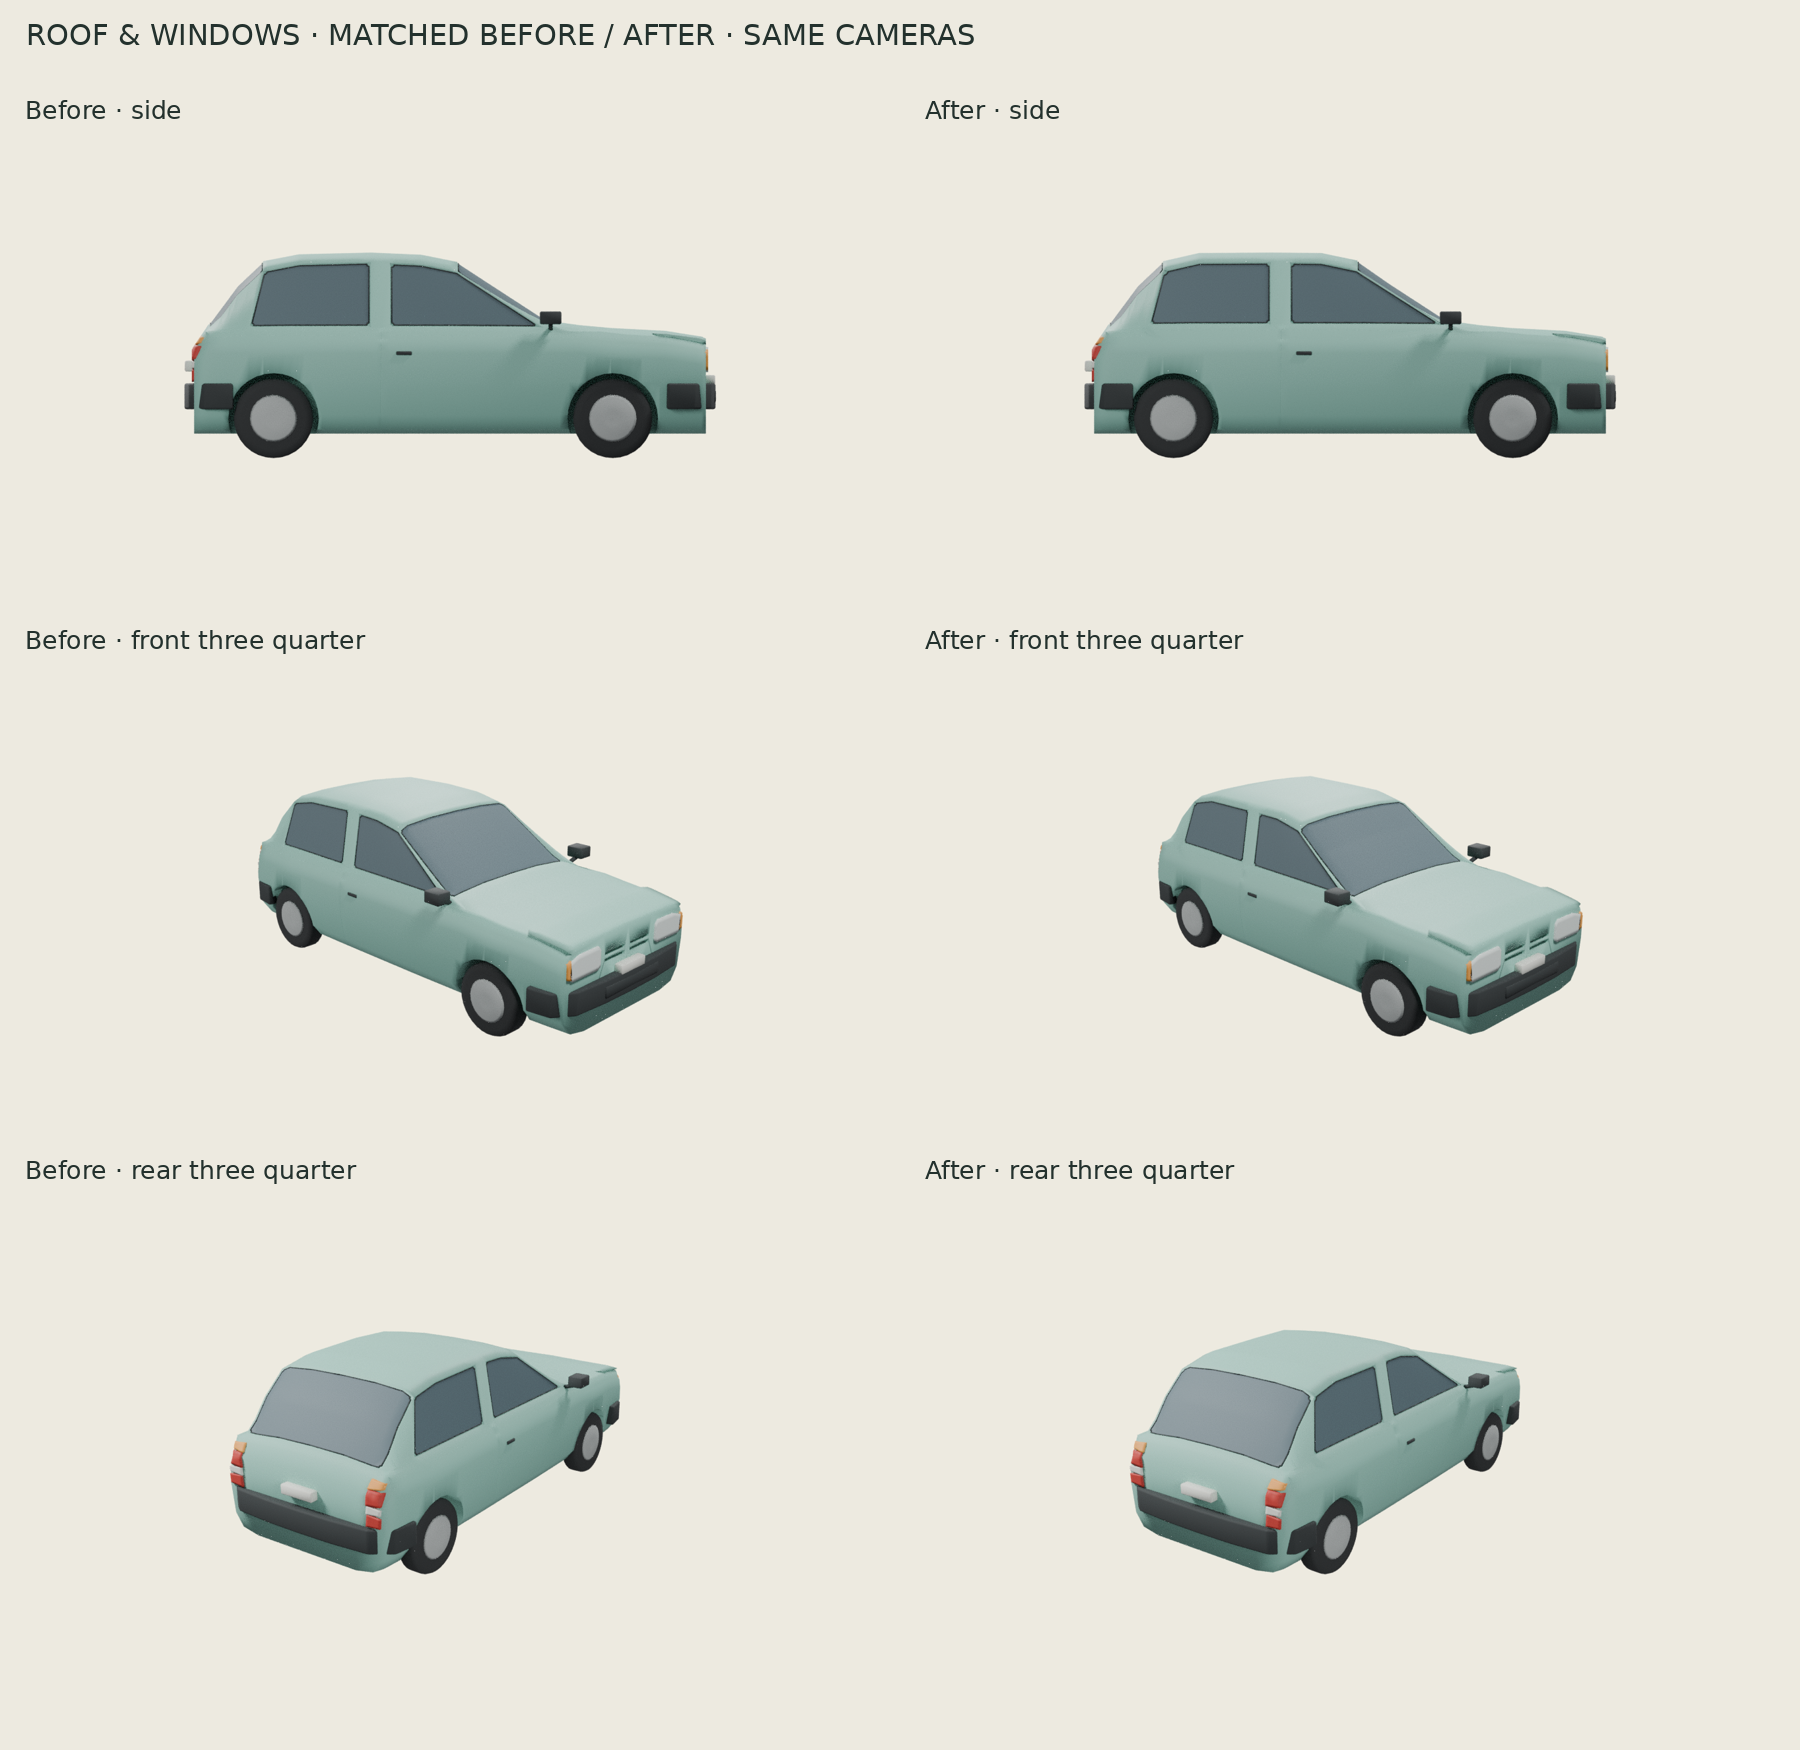 ROOF & WINDOWS · MATCHED BEFORE / AFTER · SAME CAMERAS
Before · side
After · side
Before · front three quarter
After · front three quarter
Before · rear three quarter
After · rear three quarter